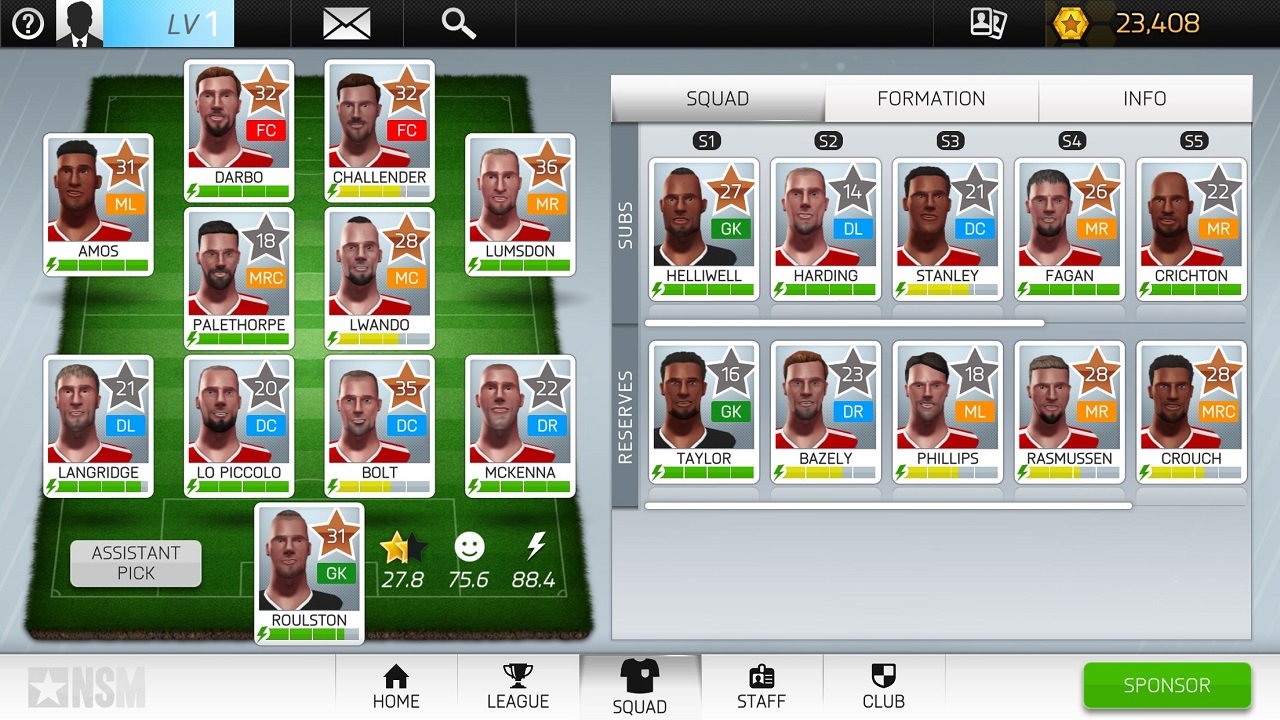 ?
LV 1
23,408
32
FC
DARBO
32
FC
CHALLENDER
31
ML
AMOS
36
MR
LUMSDON
18
MRC
PALETHORPE
28
MC
LWANDO
21
DL
LANGRIDGE
20
DC
LO PICCOLO
35
DC
BOLT
22
DR
MCKENNA
31
GK
ROULSTON
ASSISTANT
PICK
27.8 75.6 88.4
SQUAD FORMATION INFO
SUBS
S1 S2 S3 S4 S5
27
GK
HELLIWELL
14
DL
HARDING
21
DC
STANLEY
26
MR
FAGAN
22
MR
CRICHTON
RESERVES
16
GK
TAYLOR
23
DR
BAZELY
18
ML
PHILLIPS
28
MR
RASMUSSEN
28
MRC
CROUCH
NSM
HOME LEAGUE SQUAD STAFF CLUB
SPONSOR